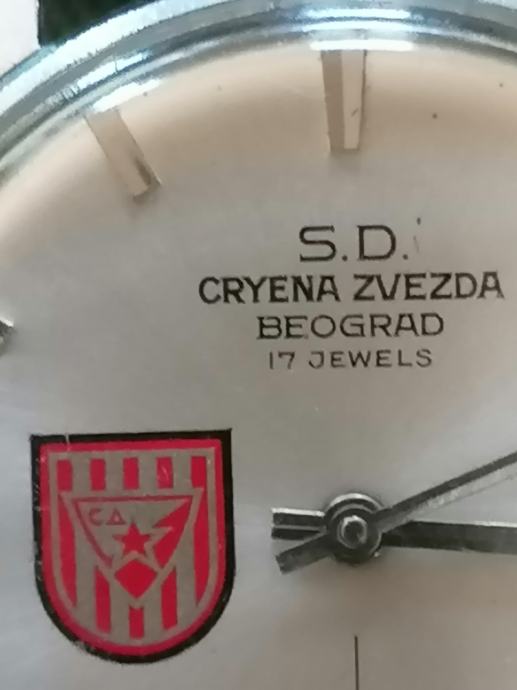 S.D.
CRYENA ZVEZDA
BEOGRAD
17 JEWELS
СД